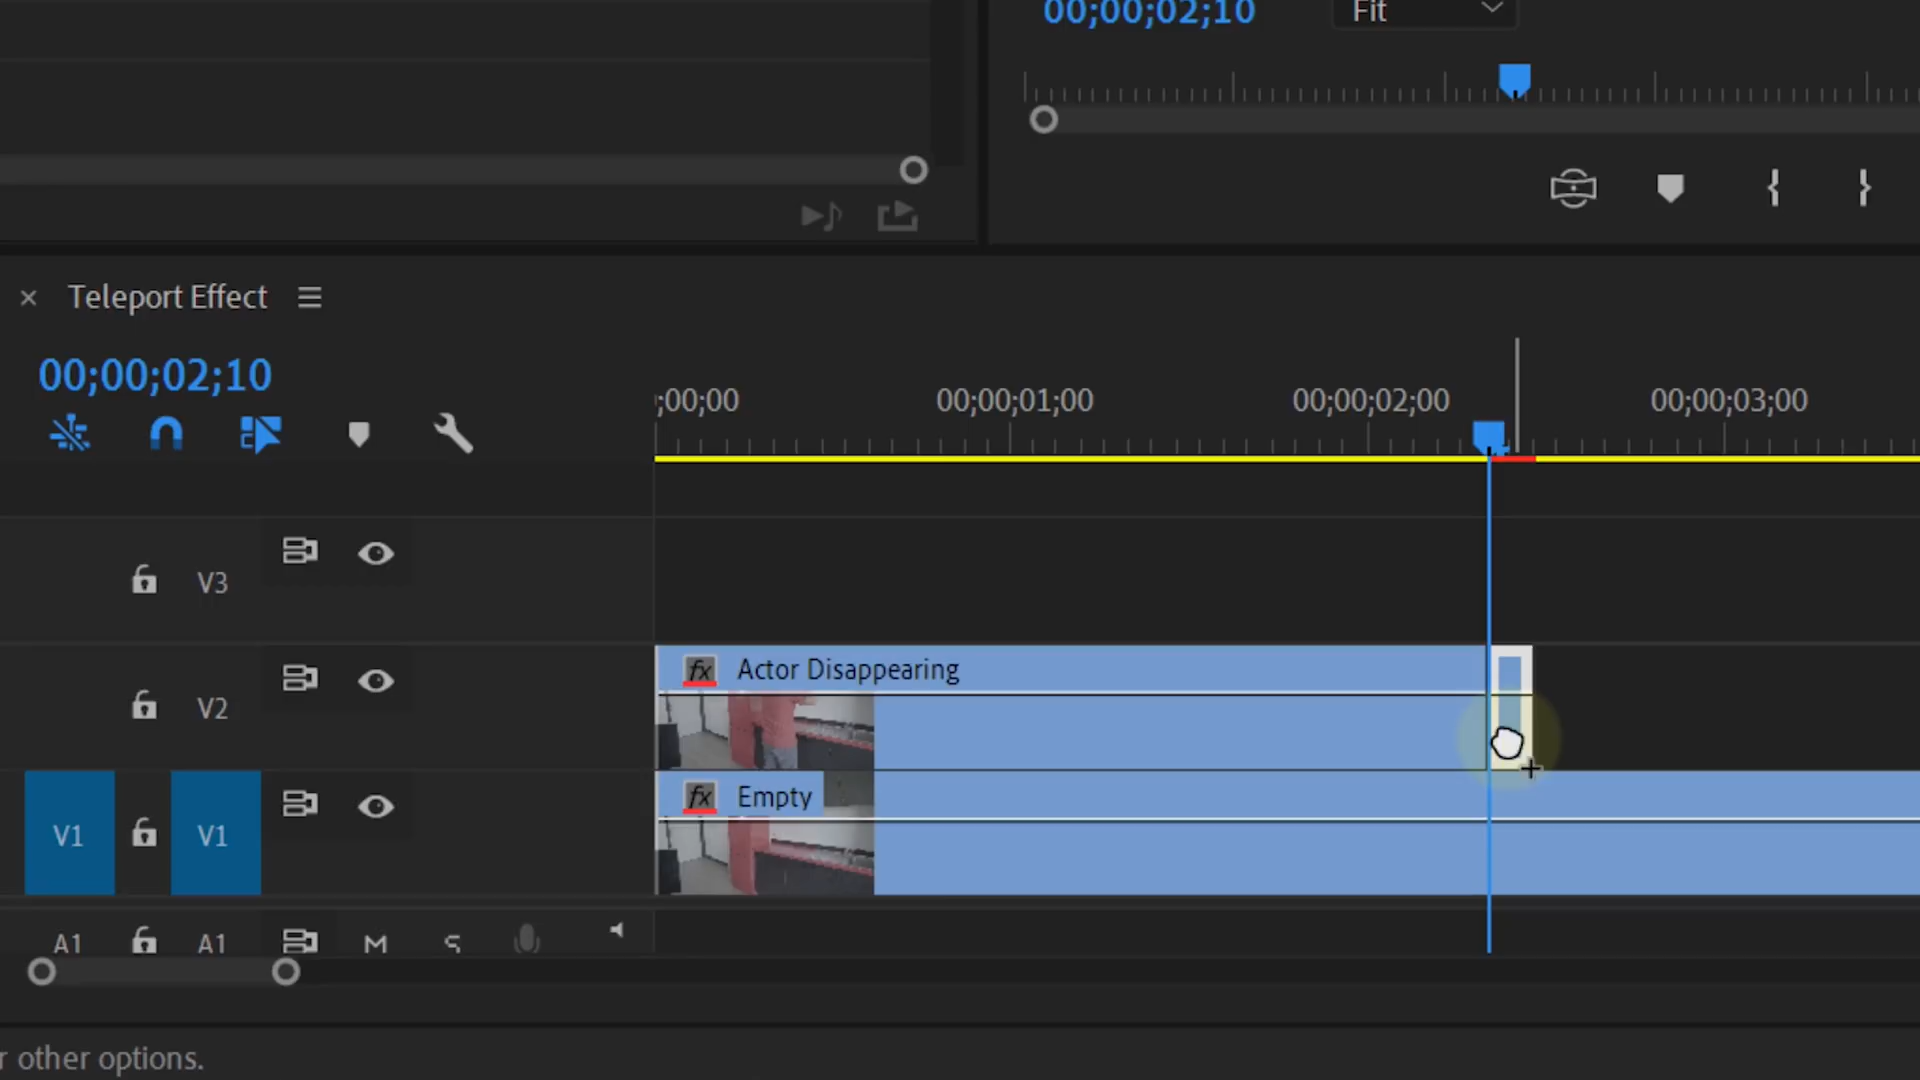 00;00;02;10
Fit
Teleport Effect
00;00;02;10
;00;00
00;00;01;00
00;00;02;00
00;00;03;00
V3
V2
fx Actor Disappearing
V1 V1
fx Empty
A1 A1 M S
r other options.